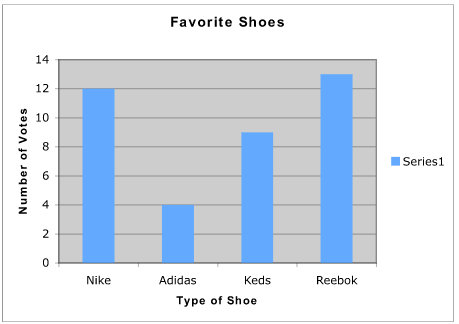 Favorite Shoes
14
12
10
8
6
4
2
0
Number of Votes
Nike Adidas Keds Reebok
Type of Shoe
Series1